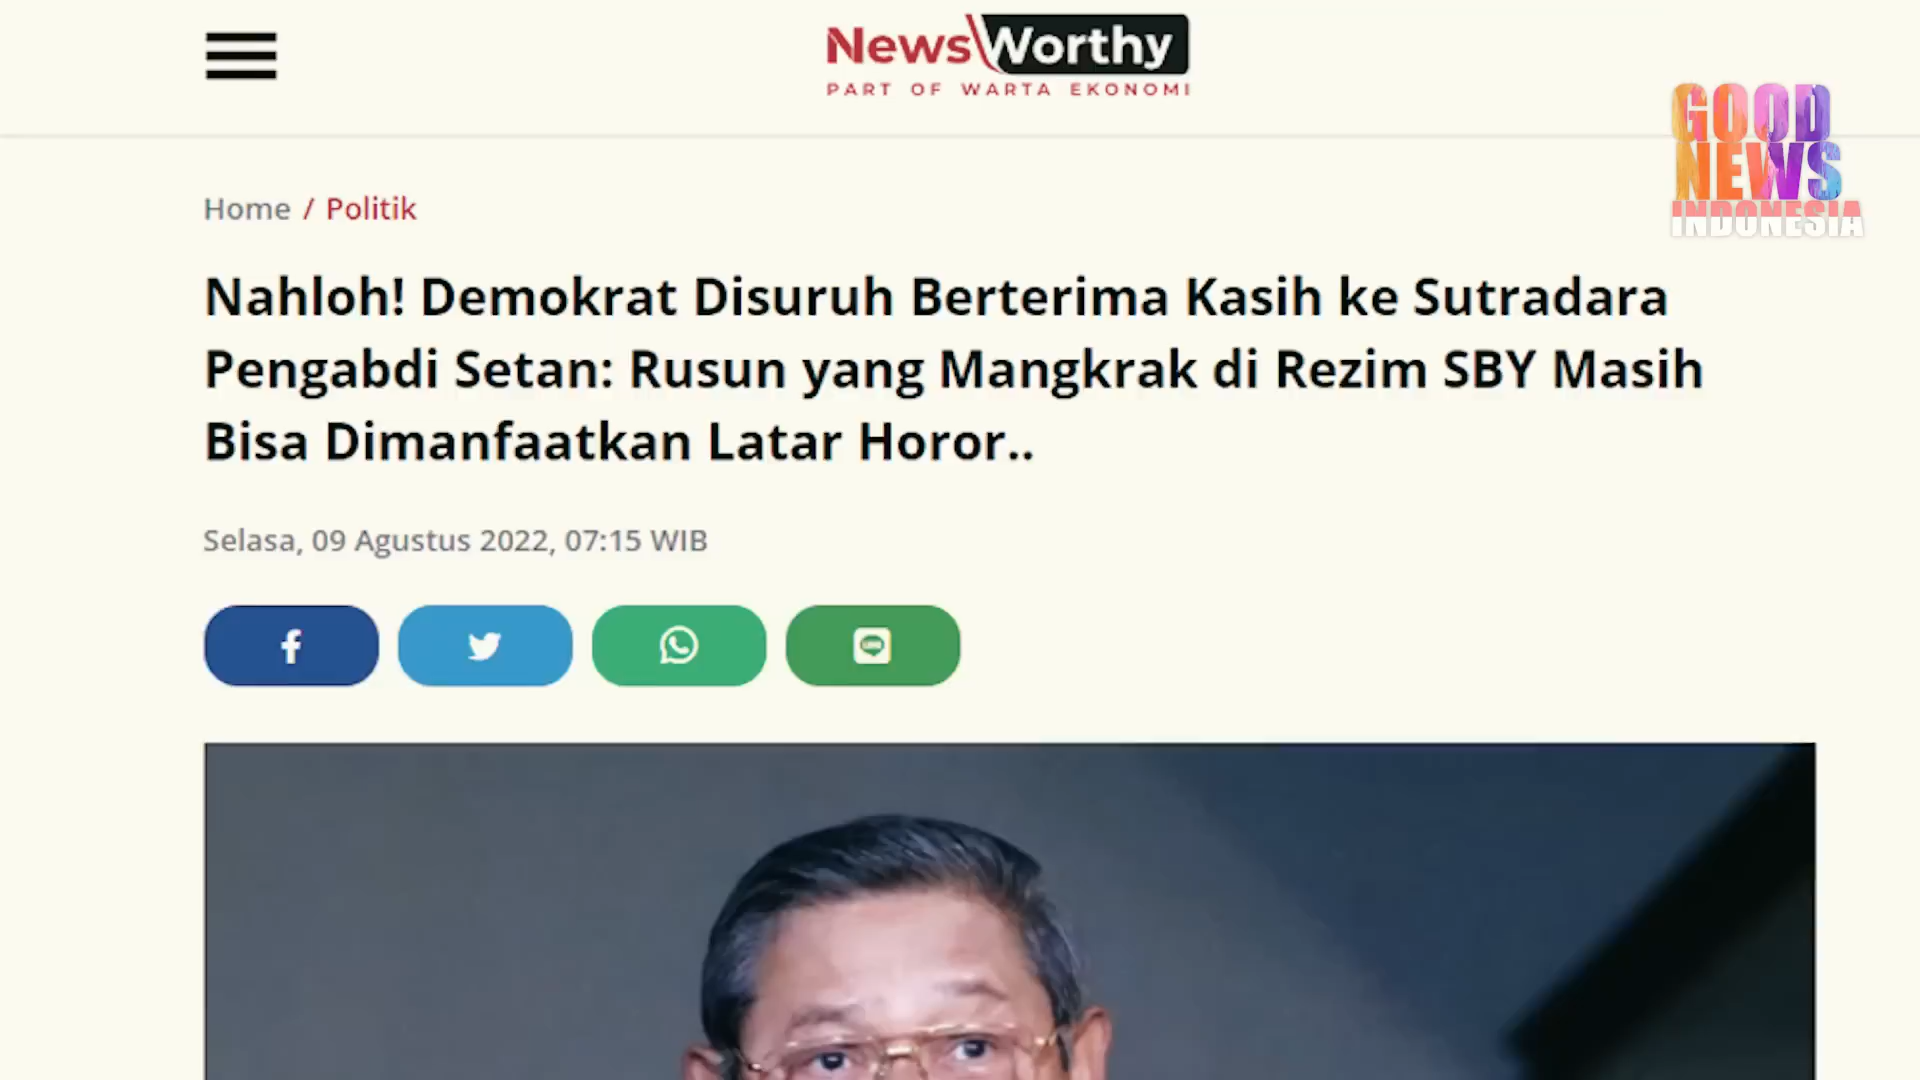 NewsWorthy
PART OF WARTA EKONOMI
GOOD
NEWS
INDONESIA
Home / Politik
Nahloh! Demokrat Disuruh Berterima Kasih ke Sutradara
Pengabdi Setan: Rusun yang Mangkrak di Rezim SBY Masih
Bisa Dimanfaatkan Latar Horor..
Selasa, 09 Agustus 2022, 07:15 WIB